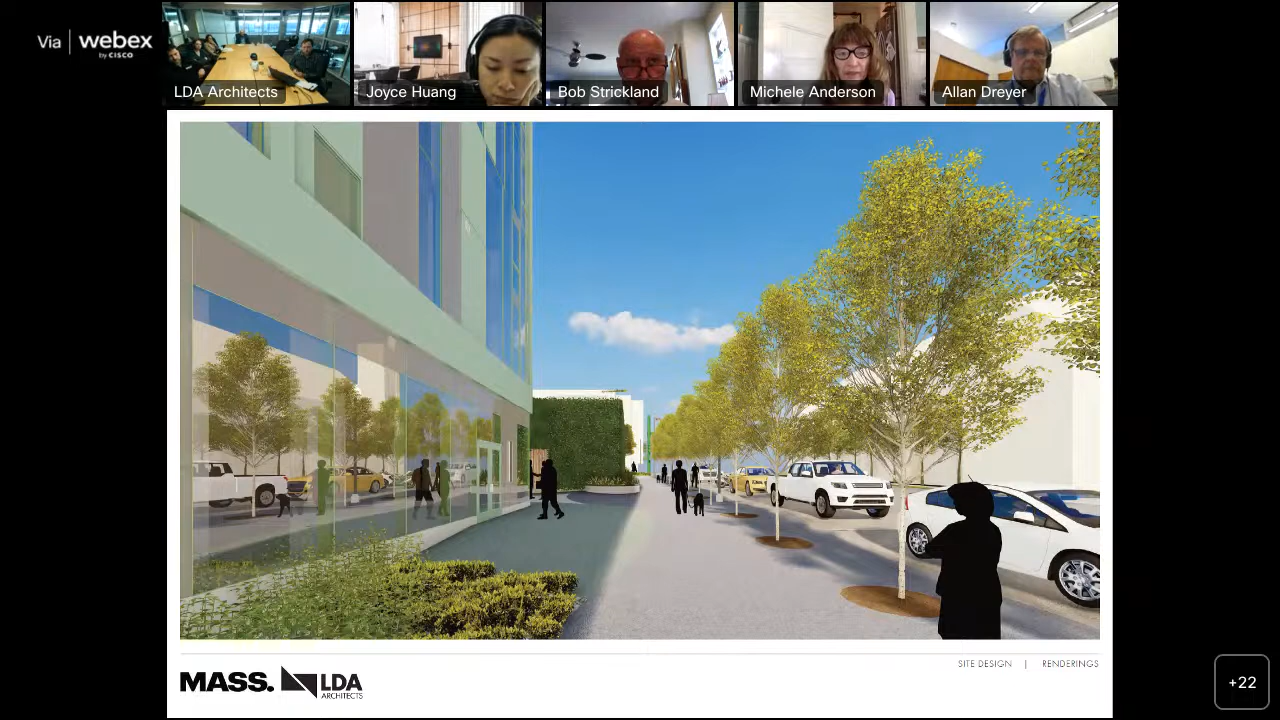 Via | webex
by CISCO
LDA Architects
Joyce Huang
Bob Strickland
Michele Anderson
Allan Dreyer
SITE DESIGN | RENDERINGS
MASS. LDA
ARCHITECTS
+22